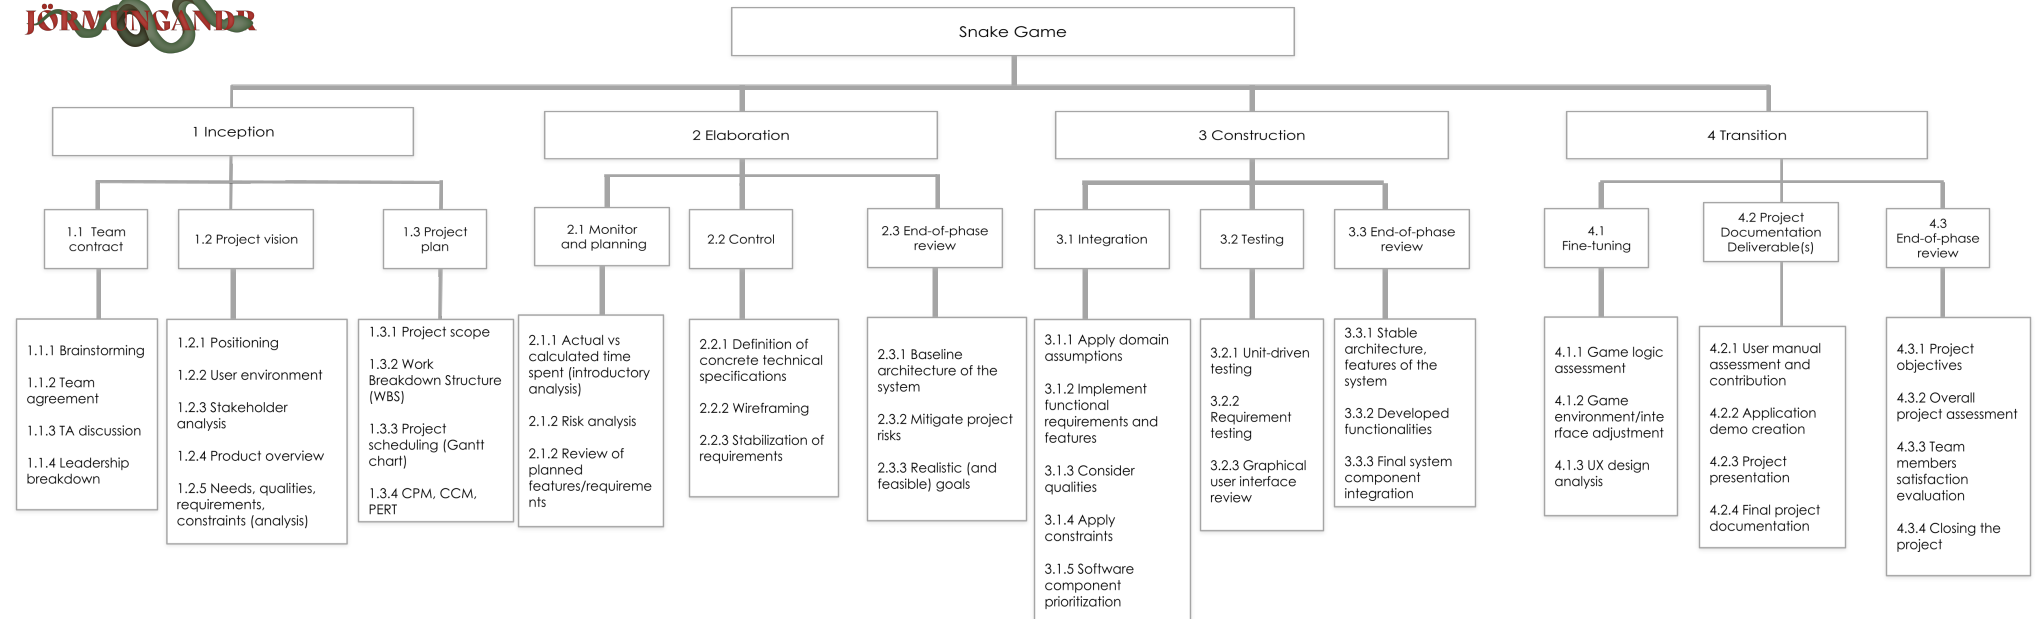 JÖRMUNGANDR
Snake Game
1 Inception
2 Elaboration
3 Construction
4 Transition
1.1 Team
contract
1.2 Project vision
1.3 Project
plan
2.1 Monitor
and planning
2.2 Control
2.3 End-of-phase
review
3.1 Integration
3.2 Testing
3.3 End-of-phase
review
4.1
Fine-tuning
4.2 Project
Documentation
Deliverable(s)
4.3
End-of-phase
review
1.1.1 Brainstorming
1.1.2 Team
agreement
1.1.3 TA discussion
1.1.4 Leadership
breakdown
1.2.1 Positioning
1.2.2 User environment
1.2.3 Stakeholder
analysis
1.2.4 Product overview
1.2.5 Needs, qualities,
requirements,
constraints (analysis)
1.3.1 Project scope
1.3.2 Work
Breakdown Structure
(WBS)
1.3.3 Project
scheduling (Gantt
chart)
1.3.4 CPM, CCM,
PERT
2.1.1 Actual vs
calculated time
spent (introductory
analysis)
2.1.2 Risk analysis
2.1.2 Review of
planned
features/requireme
nts
2.2.1 Definition of
concrete technical
specifications
2.2.2 Wireframing
2.2.3 Stabilization of
requirements
2.3.1 Baseline
architecture of the
system
2.3.2 Mitigate project
risks
2.3.3 Realistic (and
feasible) goals
3.1.1 Apply domain
assumptions
3.1.2 Implement
functional
requirements and
features
3.1.3 Consider
qualities
3.1.4 Apply
constraints
3.1.5 Software
component
prioritization
3.2.1 Unit-driven
testing
3.2.2
Requirement
testing
3.2.3 Graphical
user interface
review
3.3.1 Stable
architecture,
features of the
system
3.3.2 Developed
functionalities
3.3.3 Final system
component
integration
4.1.1 Game logic
assessment
4.1.2 Game
environment/inte
rface adjustment
4.1.3 UX design
analysis
4.2.1 User manual
assessment and
contribution
4.2.2 Application
demo creation
4.2.3 Project
presentation
4.2.4 Final project
documentation
4.3.1 Project
objectives
4.3.2 Overall
project assessment
4.3.3 Team
members
satisfaction
evaluation
4.3.4 Closing the
project